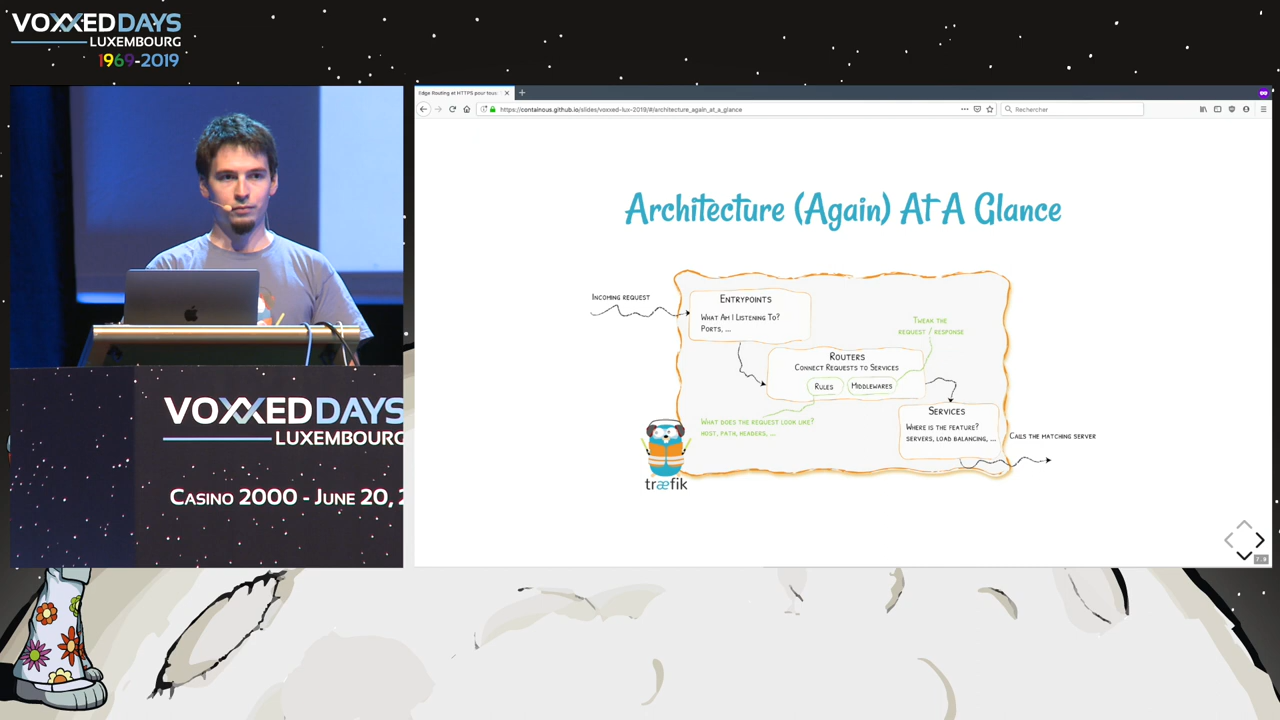 VOXXED DAYS
LUXEMBOURG
1969-2019
Edge Routing et HTTPS pour tous
https://containous.github.io/slides/voxxed-lux-2019/#/architecture_again_at_a_glance
Rechercher
Architecture (Again) At A Glance
Incoming request
Entrypoints
What Am I Listening To?
Ports, ...
Tweak the
request / response
Routers
Connect Requests to Services
Rules
Middlewares
What does the request look like?
Host, path, headers, ...
Services
Where is the feature?
servers, load balancing, ...
Calls the matching server
træfik
VOXXED DAYS
LUXEMBOURG
Casino 2000 - June 20, 2